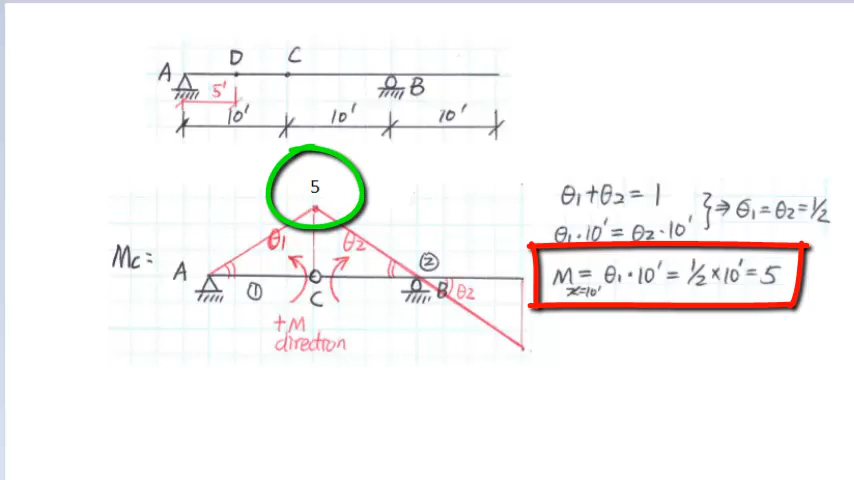 D C
A B
5'
10' 10' 10'
5
θ1+θ2=1
θ1·10'=θ2·10' } ⇒ θ1=θ2=1/2
θ1 θ2
Mc=
A ② B θ2
① C
M x=10' = θ1·10' = 1/2×10' = 5
+M
direction